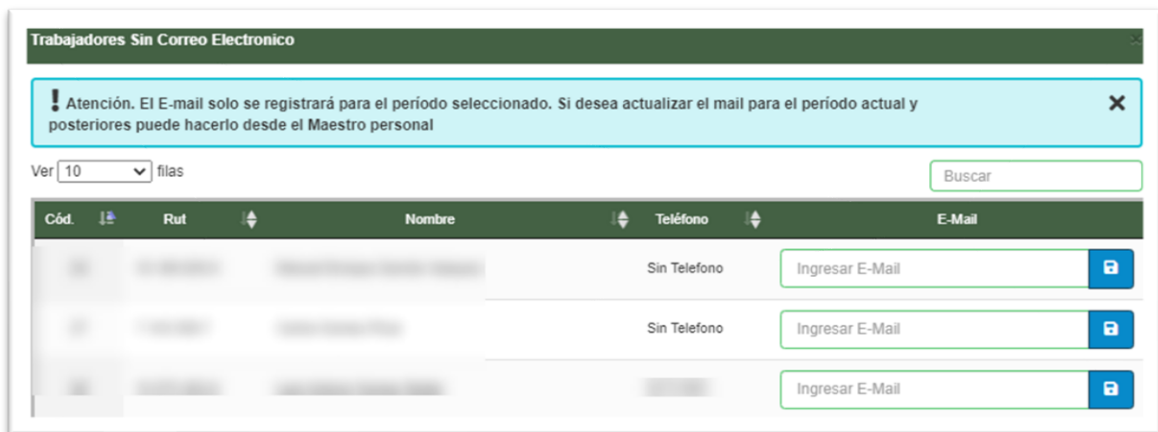 Trabajadores Sin Correo Electronico
! Atención. El E-mail solo se registrará para el período seleccionado. Si desea actualizar el mail para el período actual y
posteriores puede hacerlo desde el Maestro personal
Ver 10 filas
Buscar
Cód. Rut Nombre Teléfono E-Mail
Sin Telefono Ingresar E-Mail
Sin Telefono Ingresar E-Mail
Ingresar E-Mail